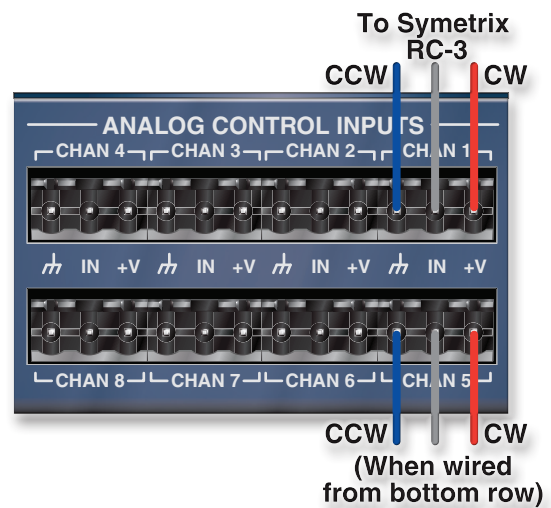 To Symetrix
RC-3
CCW CW
ANALOG CONTROL INPUTS
CHAN 4 CHAN 3 CHAN 2 CHAN 1
IN +V IN +V IN +V IN +V
CHAN 8 CHAN 7 CHAN 6 CHAN 5
CCW CW
(When wired
from bottom row)